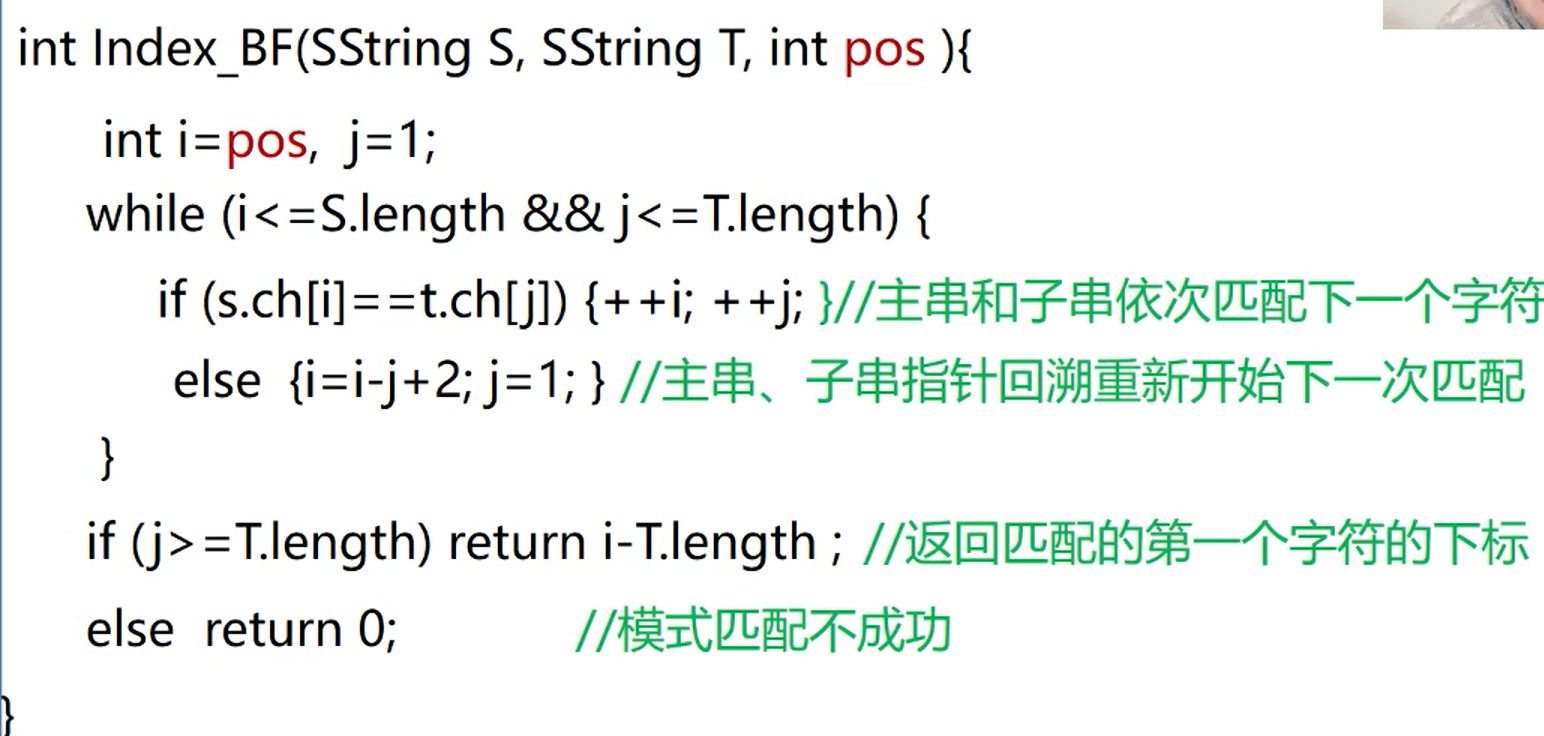 int Index_BF(SString S, SString T, int pos ){
int i=pos, j=1;
while (i<=S.length && j<=T.length) {
if (s.ch[i]==t.ch[j]) {++i; ++j; }//主串和子串依次匹配下一个字符
else {i=i-j+2; j=1; } //主串、子串指针回溯重新开始下一次匹配
}
if (j>=T.length) return i-T.length ; //返回匹配的第一个字符的下标
else return 0; //模式匹配不成功
}